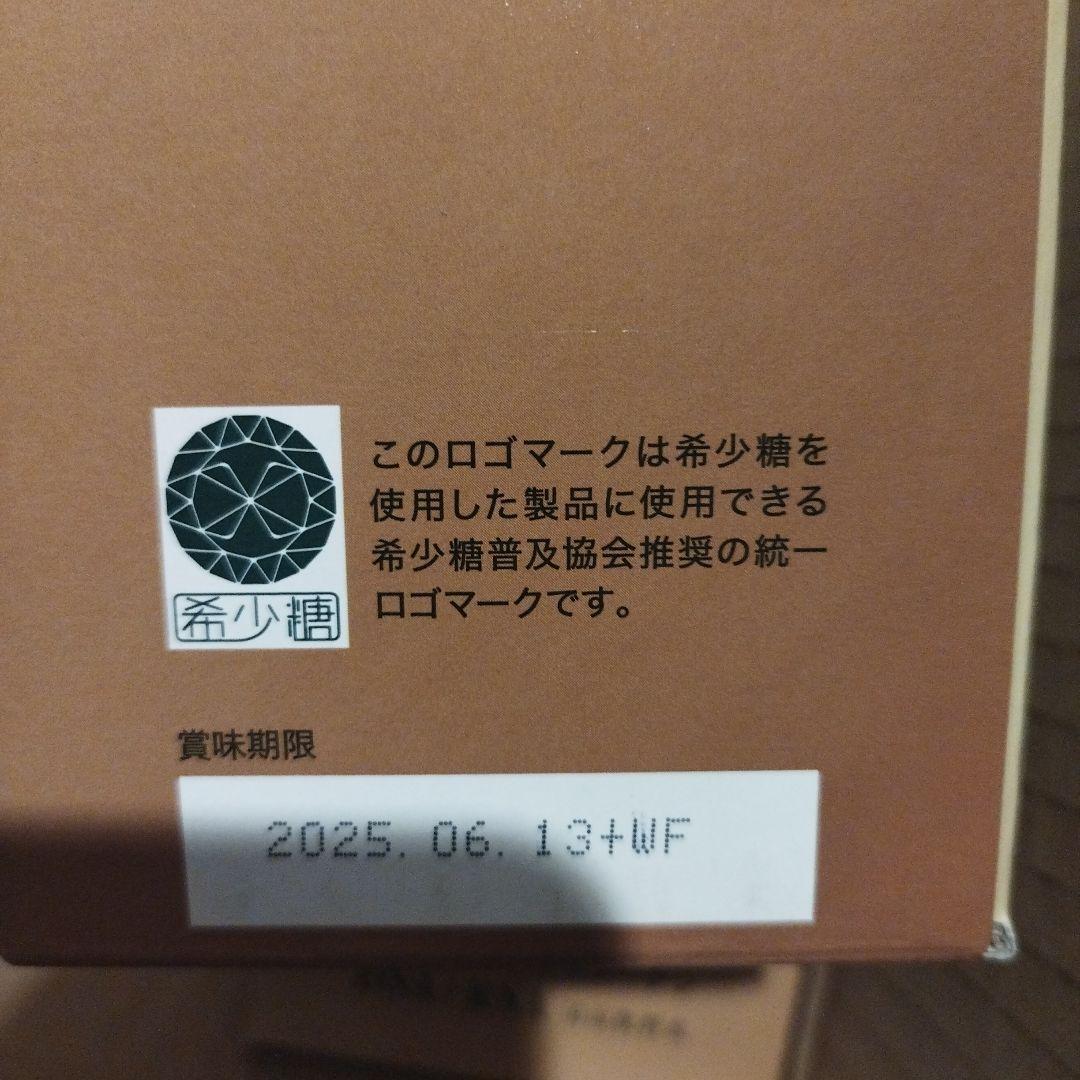 希少糖
このロゴマークは希少糖を
使用した製品に使用できる
希少糖普及協会推奨の統一
ロゴマークです。
賞味期限
2025.06.13+WF